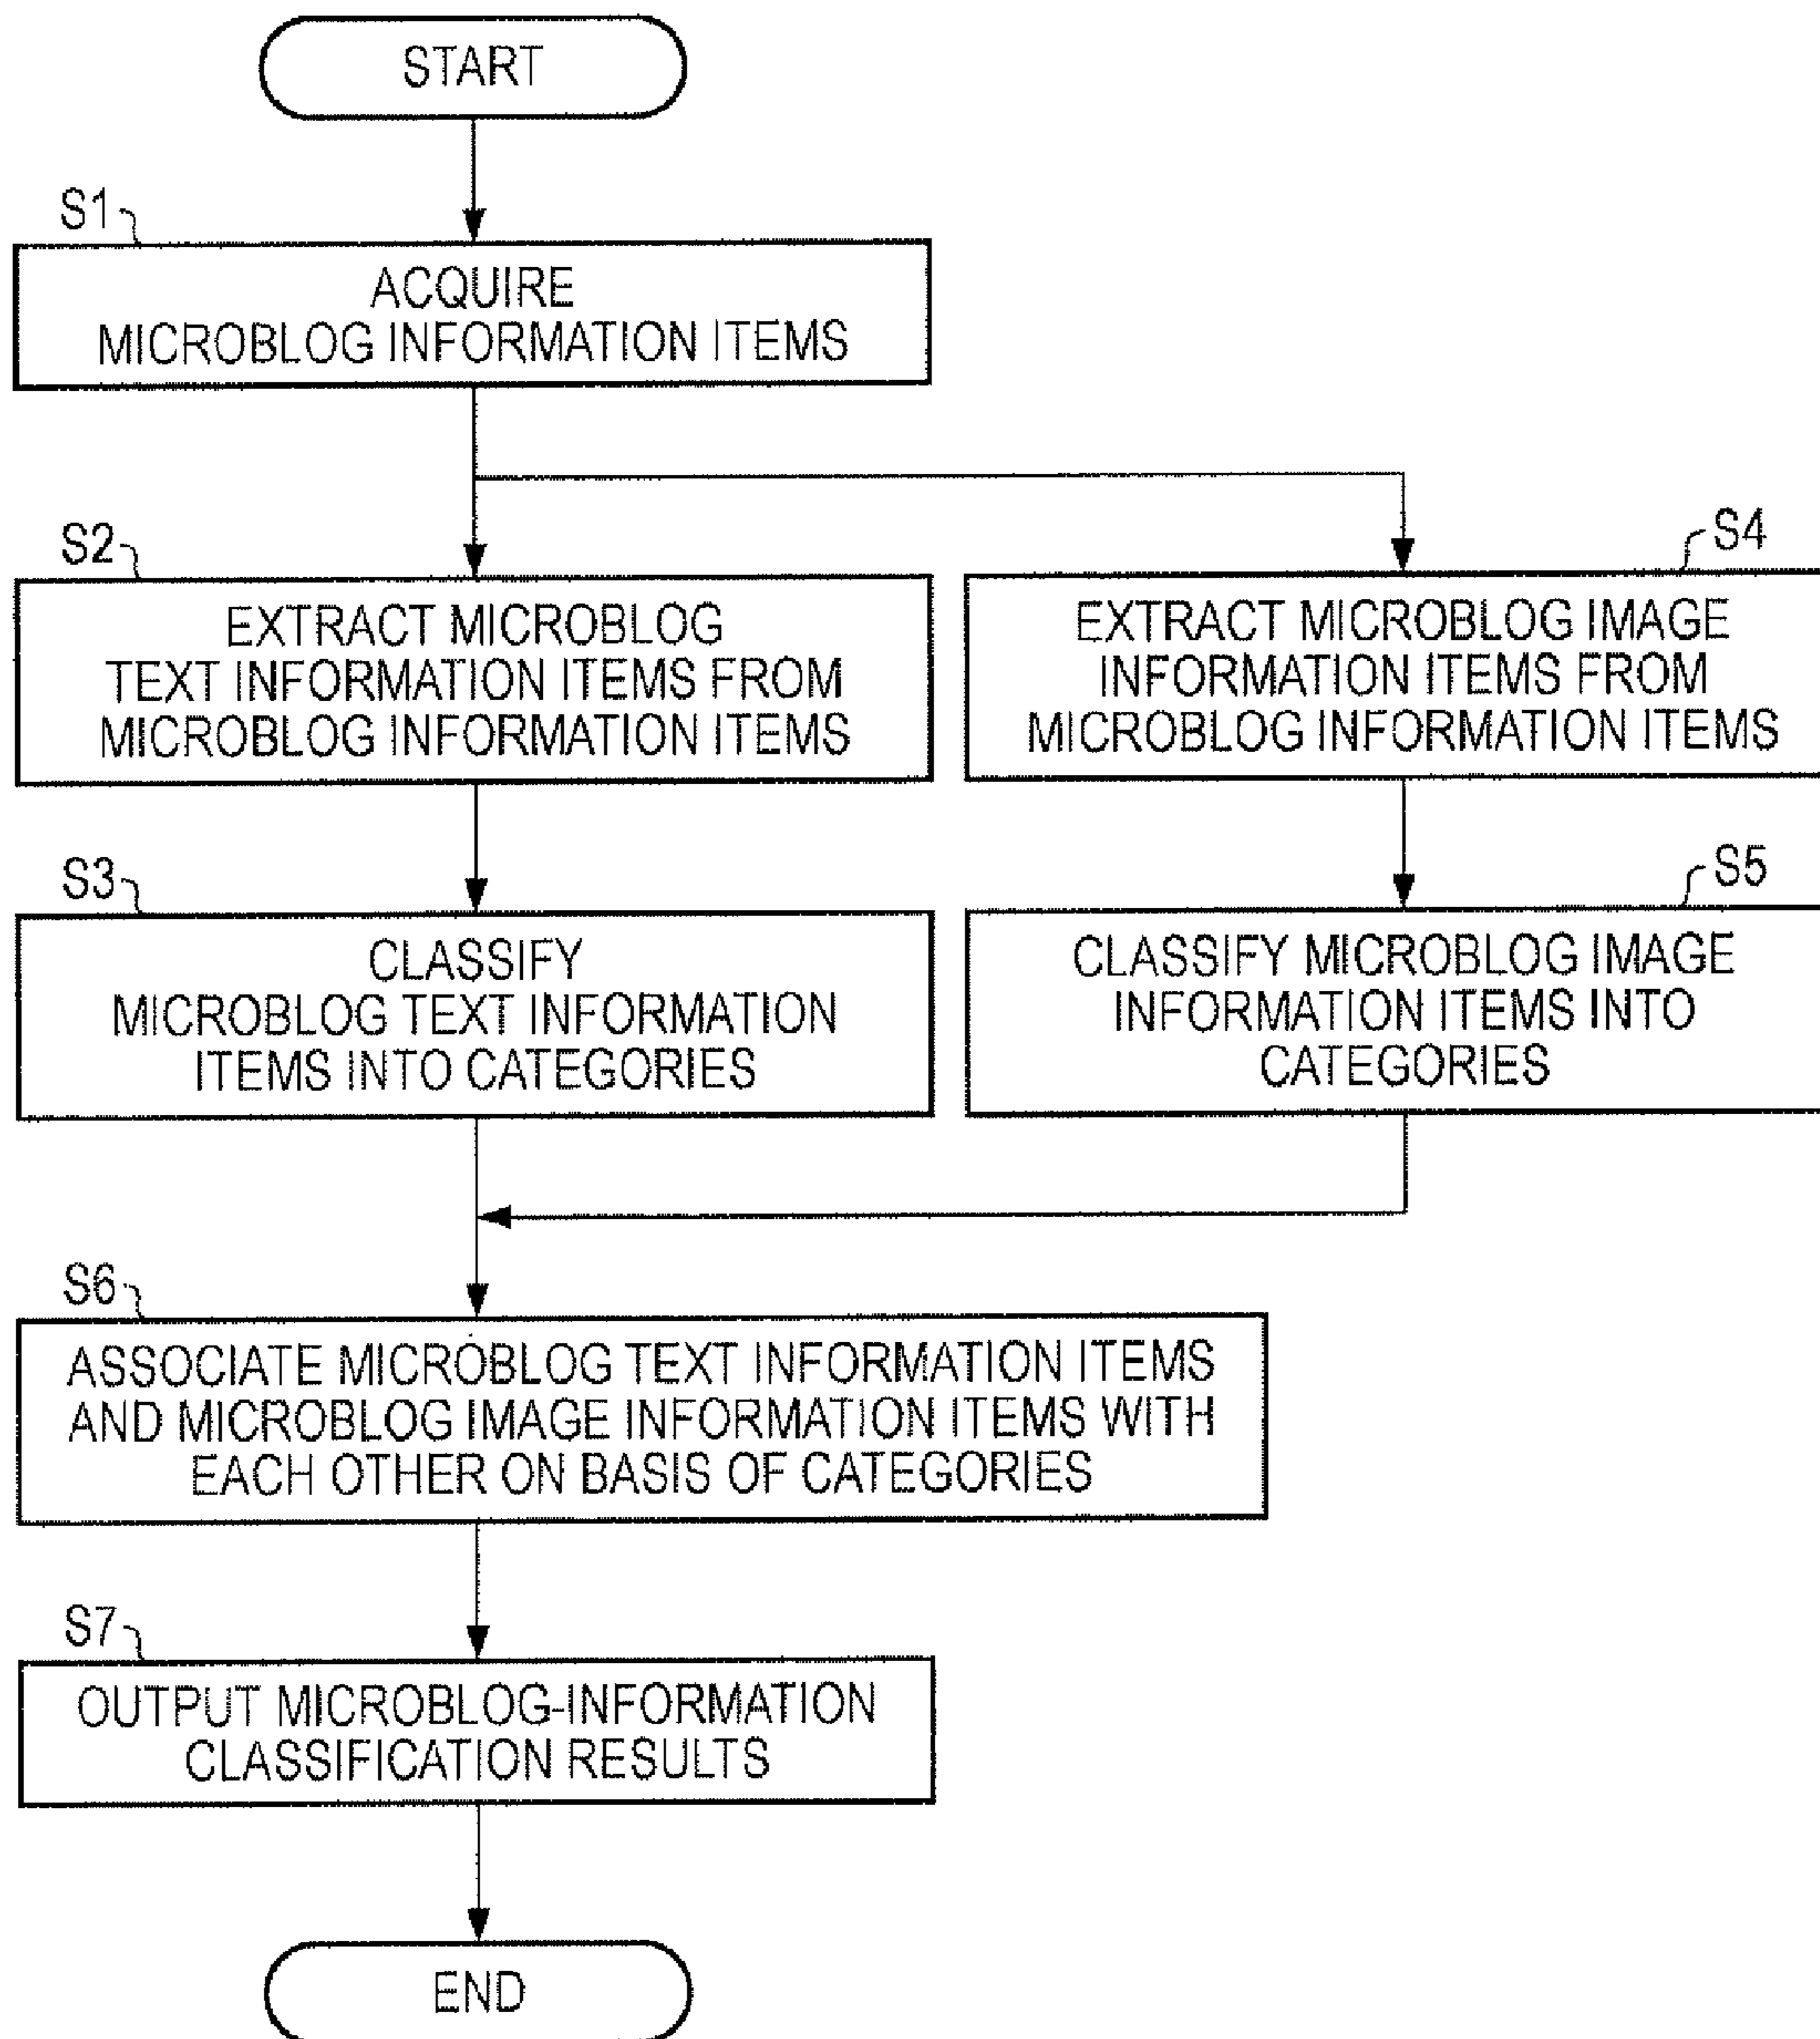 START
S1
ACQUIRE
MICROBLOG INFORMATION ITEMS
S2
EXTRACT MICROBLOG
TEXT INFORMATION ITEMS FROM
MICROBLOG INFORMATION ITEMS
S4
EXTRACT MICROBLOG IMAGE
INFORMATION ITEMS FROM
MICROBLOG INFORMATION ITEMS
S3
CLASSIFY
MICROBLOG TEXT INFORMATION
ITEMS INTO CATEGORIES
S5
CLASSIFY MICROBLOG IMAGE
INFORMATION ITEMS INTO
CATEGORIES
S6
ASSOCIATE MICROBLOG TEXT INFORMATION ITEMS
AND MICROBLOG IMAGE INFORMATION ITEMS WITH
EACH OTHER ON BASIS OF CATEGORIES
S7
OUTPUT MICROBLOG-INFORMATION
CLASSIFICATION RESULTS
END